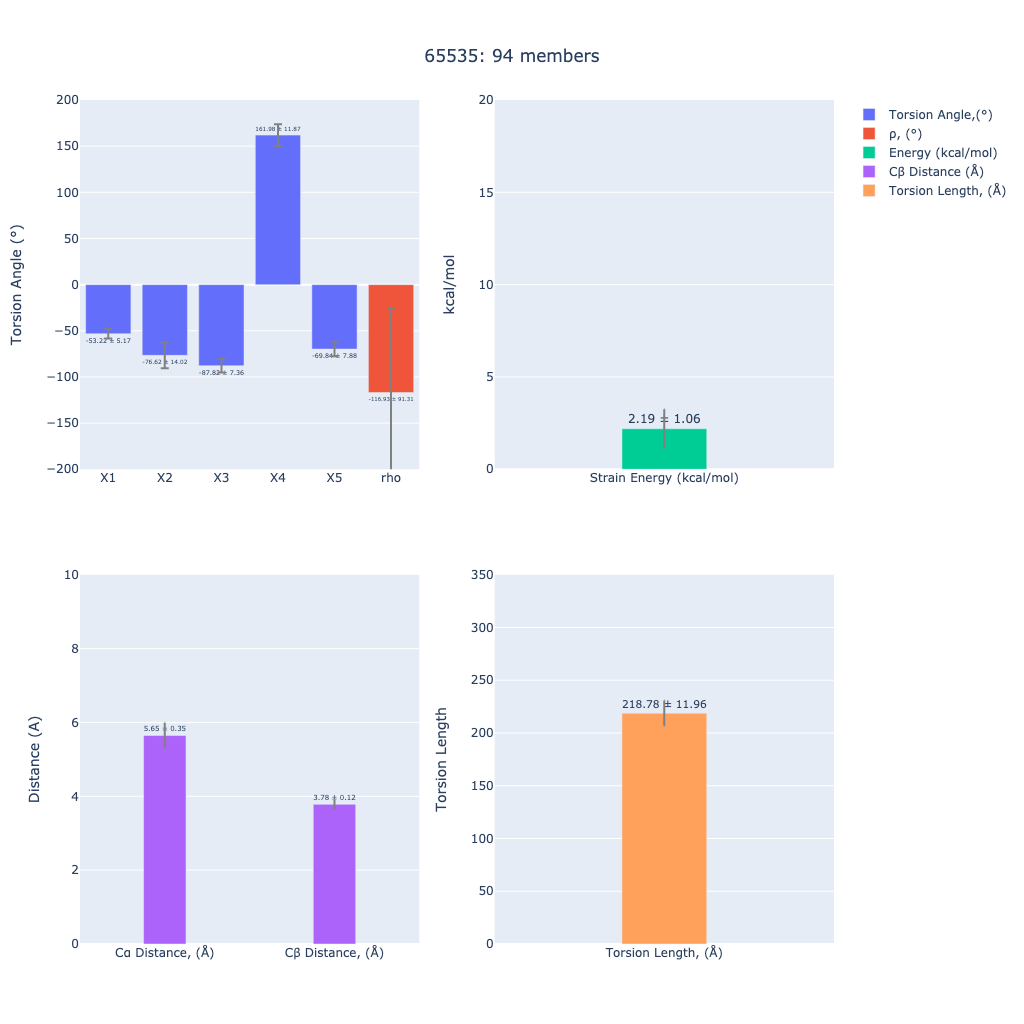 65535: 94 members
Torsion Angle (°)
200
150
100
50
0
−50
−100
−150
−200
161.98 ± 11.87
-53.22 ± 5.17
-76.62 ± 14.02
-87.82 ± 7.36
-69.84 ± 7.88
-116.93 ± 91.31
X1 X2 X3 X4 X5 rho
kcal/mol
20
15
10
5
0
2.19 ± 1.06
Strain Energy (kcal/mol)
Torsion Angle,(°)
ρ, (°)
Energy (kcal/mol)
Cβ Distance (Å)
Torsion Length, (Å)
Distance (A)
10
8
6
4
2
0
5.65 ± 0.35
3.78 ± 0.12
Cα Distance, (Å) Cβ Distance, (Å)
Torsion Length
350
300
250
200
150
100
50
0
218.78 ± 11.96
Torsion Length, (Å)